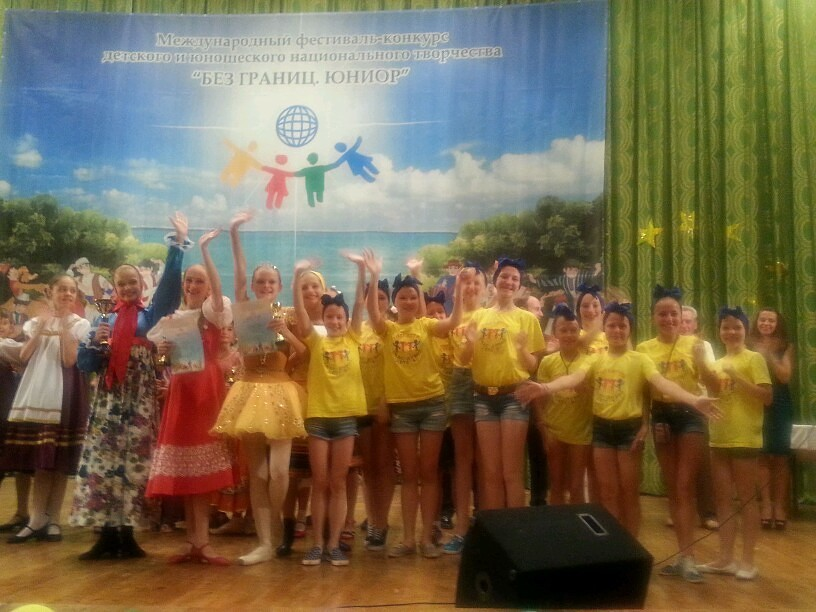 Международный фестиваль-конкурс
детского и юношеского национального творчества
"БЕЗ ГРАНИЦ. ЮНИОР"